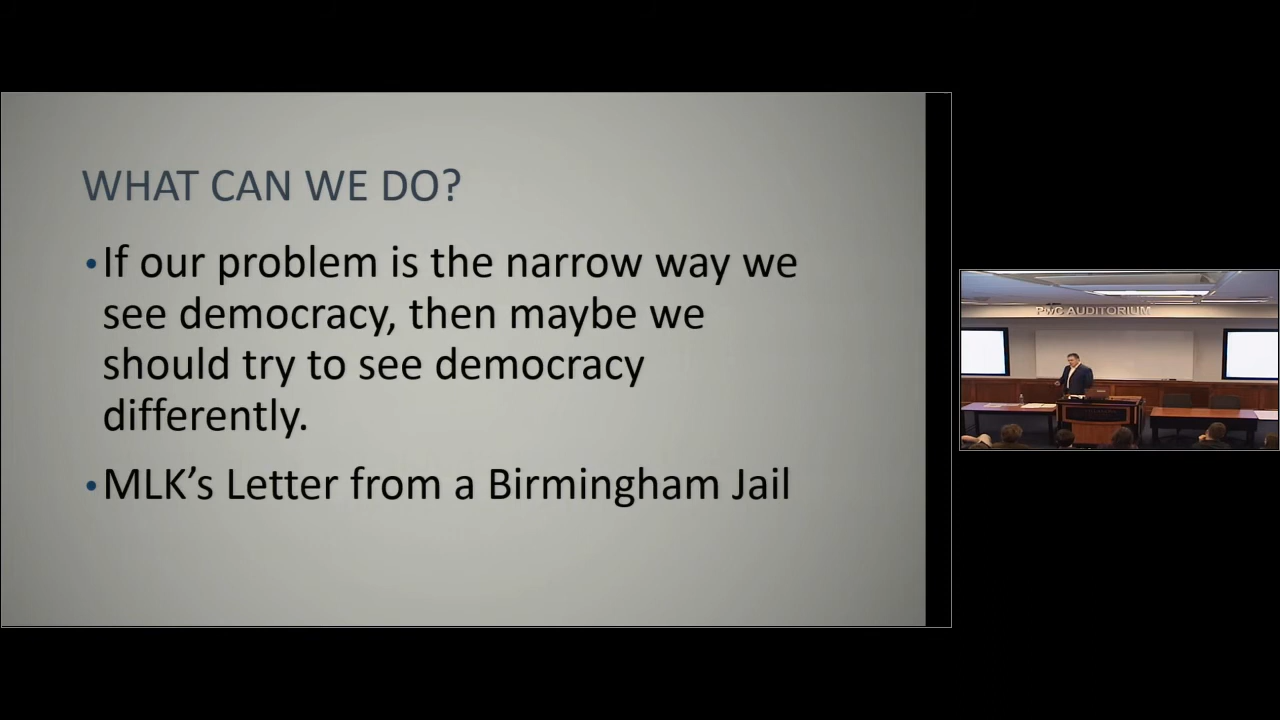 WHAT CAN WE DO?
•If our problem is the narrow way we
see democracy, then maybe we
should try to see democracy
differently.
•MLK’s Letter from a Birmingham Jail
PWC AUDITORIUM